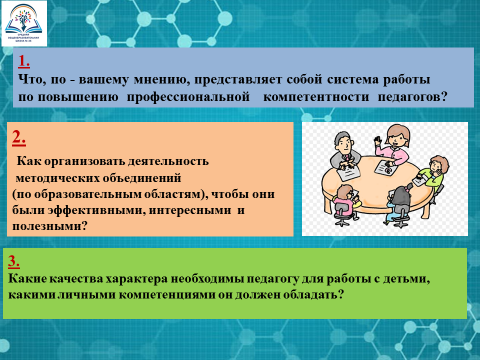 1.
Что, по - вашему мнению, представляет собой система работы
по повышению профессиональной компетентности педагогов?
2.
Как организовать деятельность
методических объединений
(по образовательным областям), чтобы они
были эффективными, интересными и
полезными?
3.
Какие качества характера необходимы педагогу для работы с детьми,
какими личными компетенциями он должен обладать?